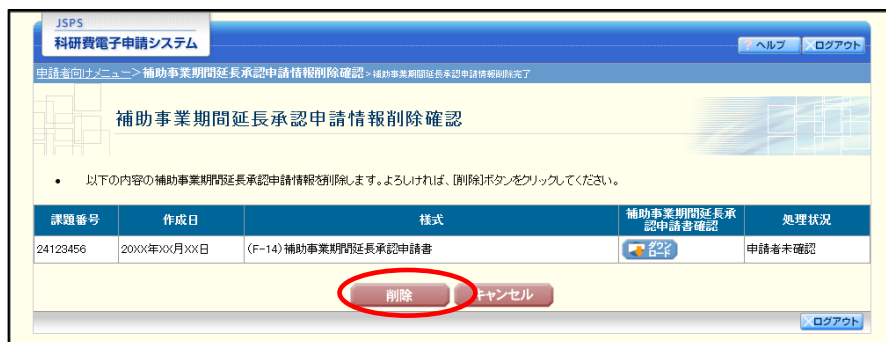 JSPS
科研費電子申請システム
ヘルプ ログアウト
申請者向けメニュー>補助事業期間延長承認申請情報削除確認>補助事業期間延長承認申請情報削除完了
補助事業期間延長承認申請情報削除確認
• 以下の内容の補助事業期間延長承認申請情報を削除します。よろしければ、[削除]ボタンをクリックしてください。
課題番号 作成日 様式 補助事業期間延長承認申請書確認 処理状況
24123456 20XX年XX月XX日 (F-14)補助事業期間延長承認申請書 ダウンロード 申請者未確認
削除 キャンセル
ログアウト